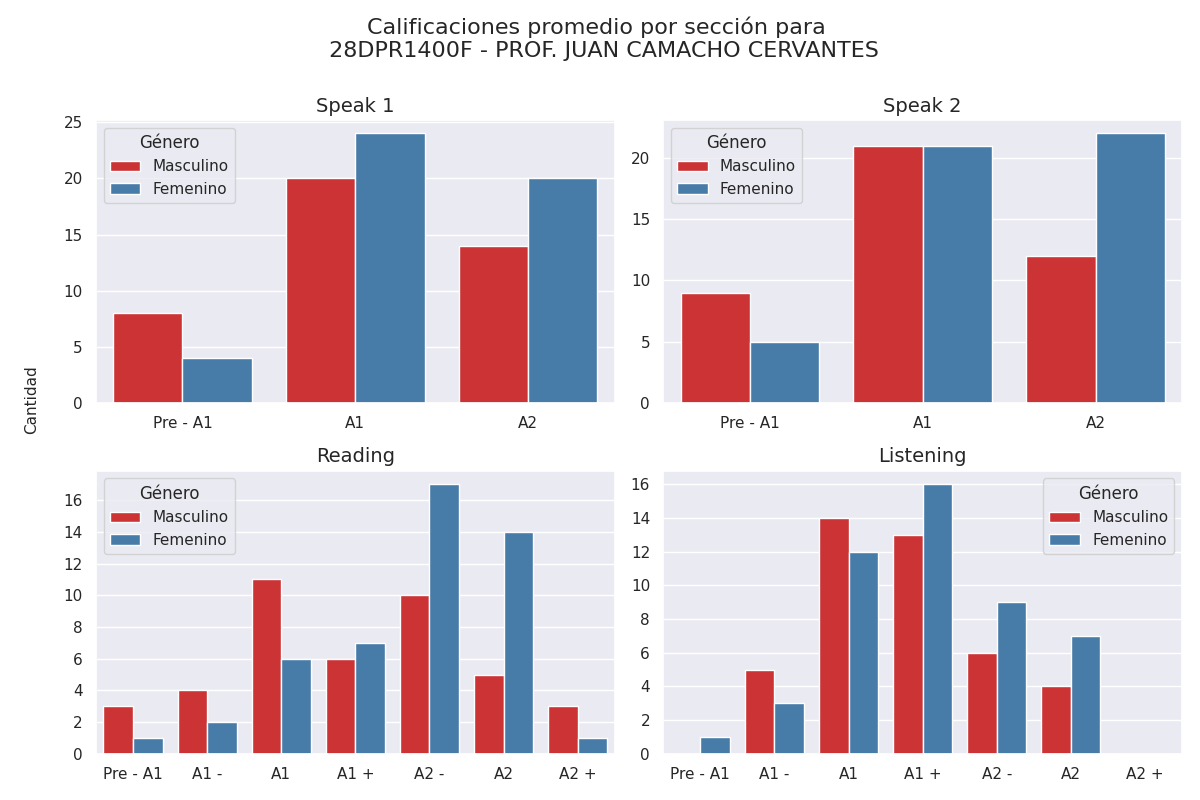 Calificaciones promedio por sección para
28DPR1400F - PROF. JUAN CAMACHO CERVANTES
Cantidad
Speak 1
25
20
15
10
5
0
Género
Masculino
Femenino
Pre - A1 A1 A2
Speak 2
20
15
10
5
0
Género
Masculino
Femenino
Pre - A1 A1 A2
Reading
16
14
12
10
8
6
4
2
0
Género
Masculino
Femenino
Pre - A1 A1 - A1 A1 + A2 - A2 A2 +
Listening
16
14
12
10
8
6
4
2
0
Género
Masculino
Femenino
Pre - A1 A1 - A1 A1 + A2 - A2 A2 +